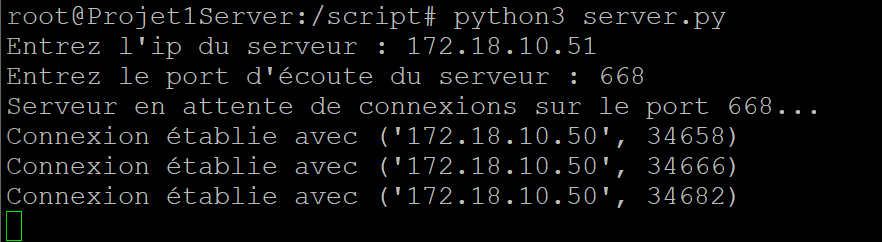 root@Projet1Server:/script# python3 server.py
Entrez l'ip du serveur : 172.18.10.51
Entrez le port d'écoute du serveur : 668
Serveur en attente de connexions sur le port 668...
Connexion établie avec ('172.18.10.50', 34658)
Connexion établie avec ('172.18.10.50', 34666)
Connexion établie avec ('172.18.10.50', 34682)